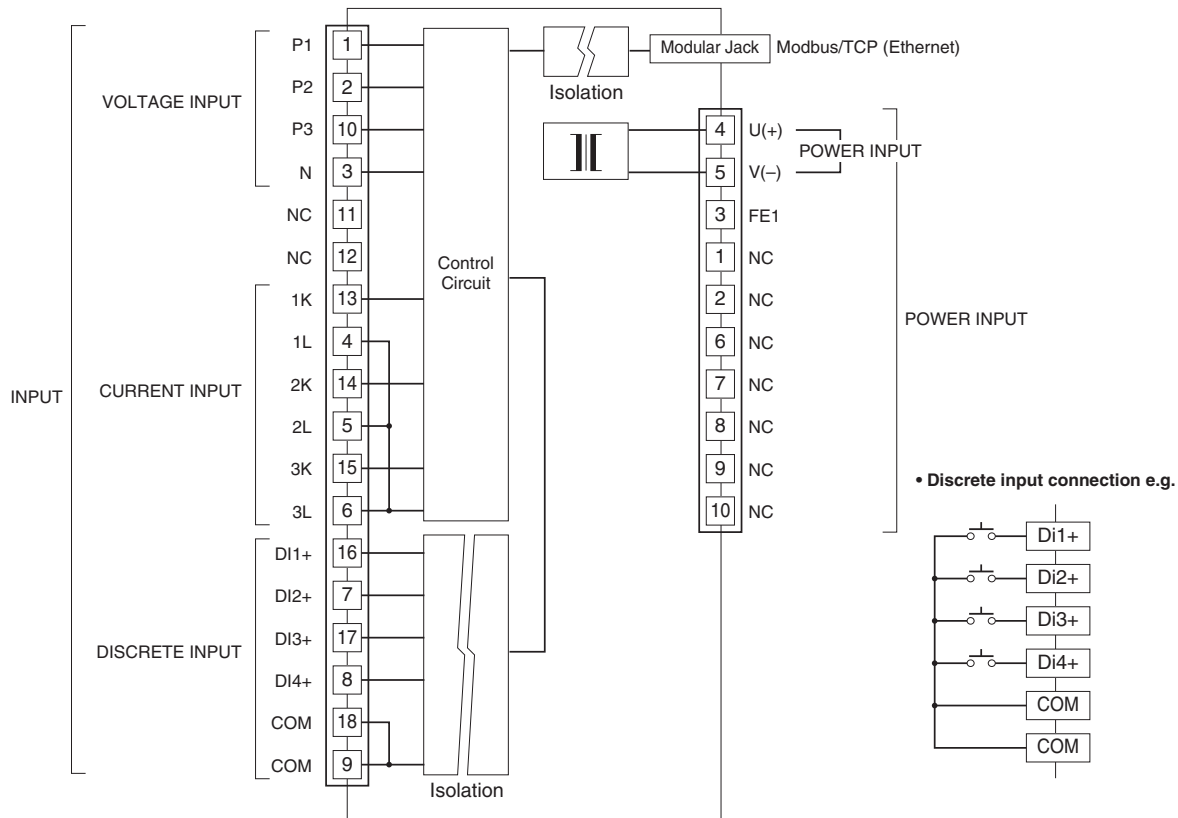 INPUT
VOLTAGE INPUT
P1 1
P2 2
P3 10
N 3
NC 11
NC 12
CURRENT INPUT
1K 13
1L 4
2K 14
2L 5
3K 15
3L 6
DISCRETE INPUT
DI1+ 16
DI2+ 7
DI3+ 17
DI4+ 8
COM 18
COM 9
Control
Circuit
Isolation
Isolation
Modular Jack Modbus/TCP (Ethernet)
4 U(+)
5 V(–)
POWER INPUT
3 FE1
1 NC
2 NC
6 NC
7 NC
8 NC
9 NC
10 NC
POWER INPUT
• Discrete input connection e.g.
Di1+
Di2+
Di3+
Di4+
COM
COM